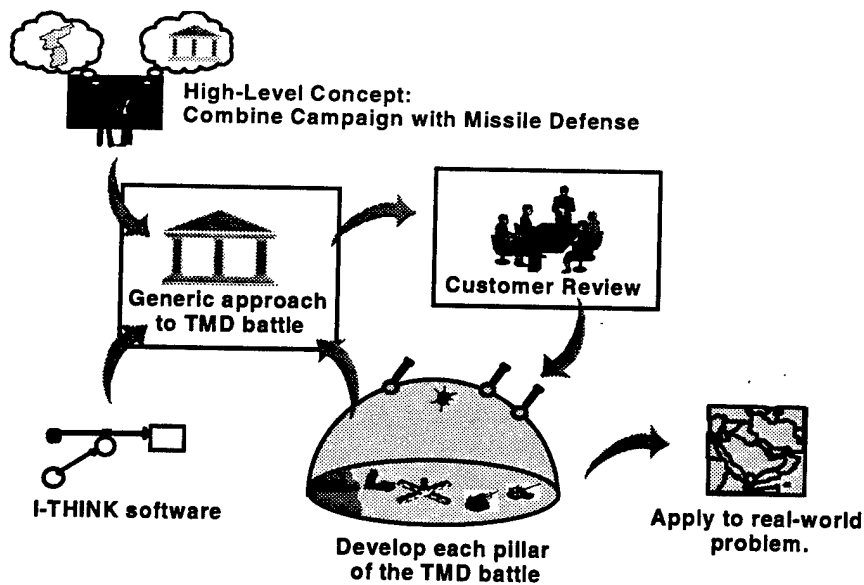 High-Level Concept:
Combine Campaign with Missile Defense
Generic approach
to TMD battle
Customer Review
I-THINK software
Develop each pillar
of the TMD battle
Apply to real-world
problem.